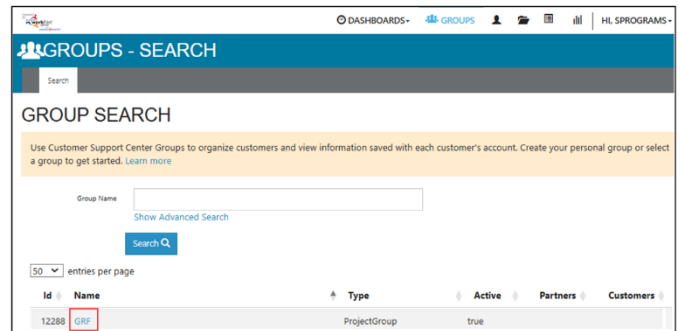 DASHBOARDS GROUPS HI, SPROGRAMS
GROUPS - SEARCH
Search
GROUP SEARCH
Use Customer Support Center Groups to organize customers and view information saved with each customer's account. Create your personal group or select
a group to get started. Learn more
Group Name
Show Advanced Search
Search
50 entries per page
Id Name Type Active Partners Customers
12288 GRF ProjectGroup true